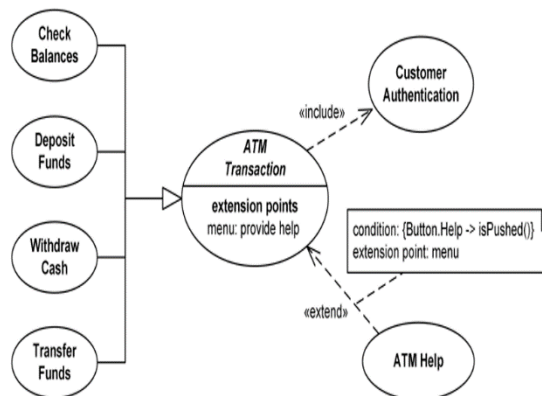 Check
Balances
Deposit
Funds
Withdraw
Cash
Transfer
Funds
ATM
Transaction
extension points
menu: provide help
«include»
Customer
Authentication
condition: {Button.Help -> isPushed()}
extension point: menu
«extend»
ATM Help